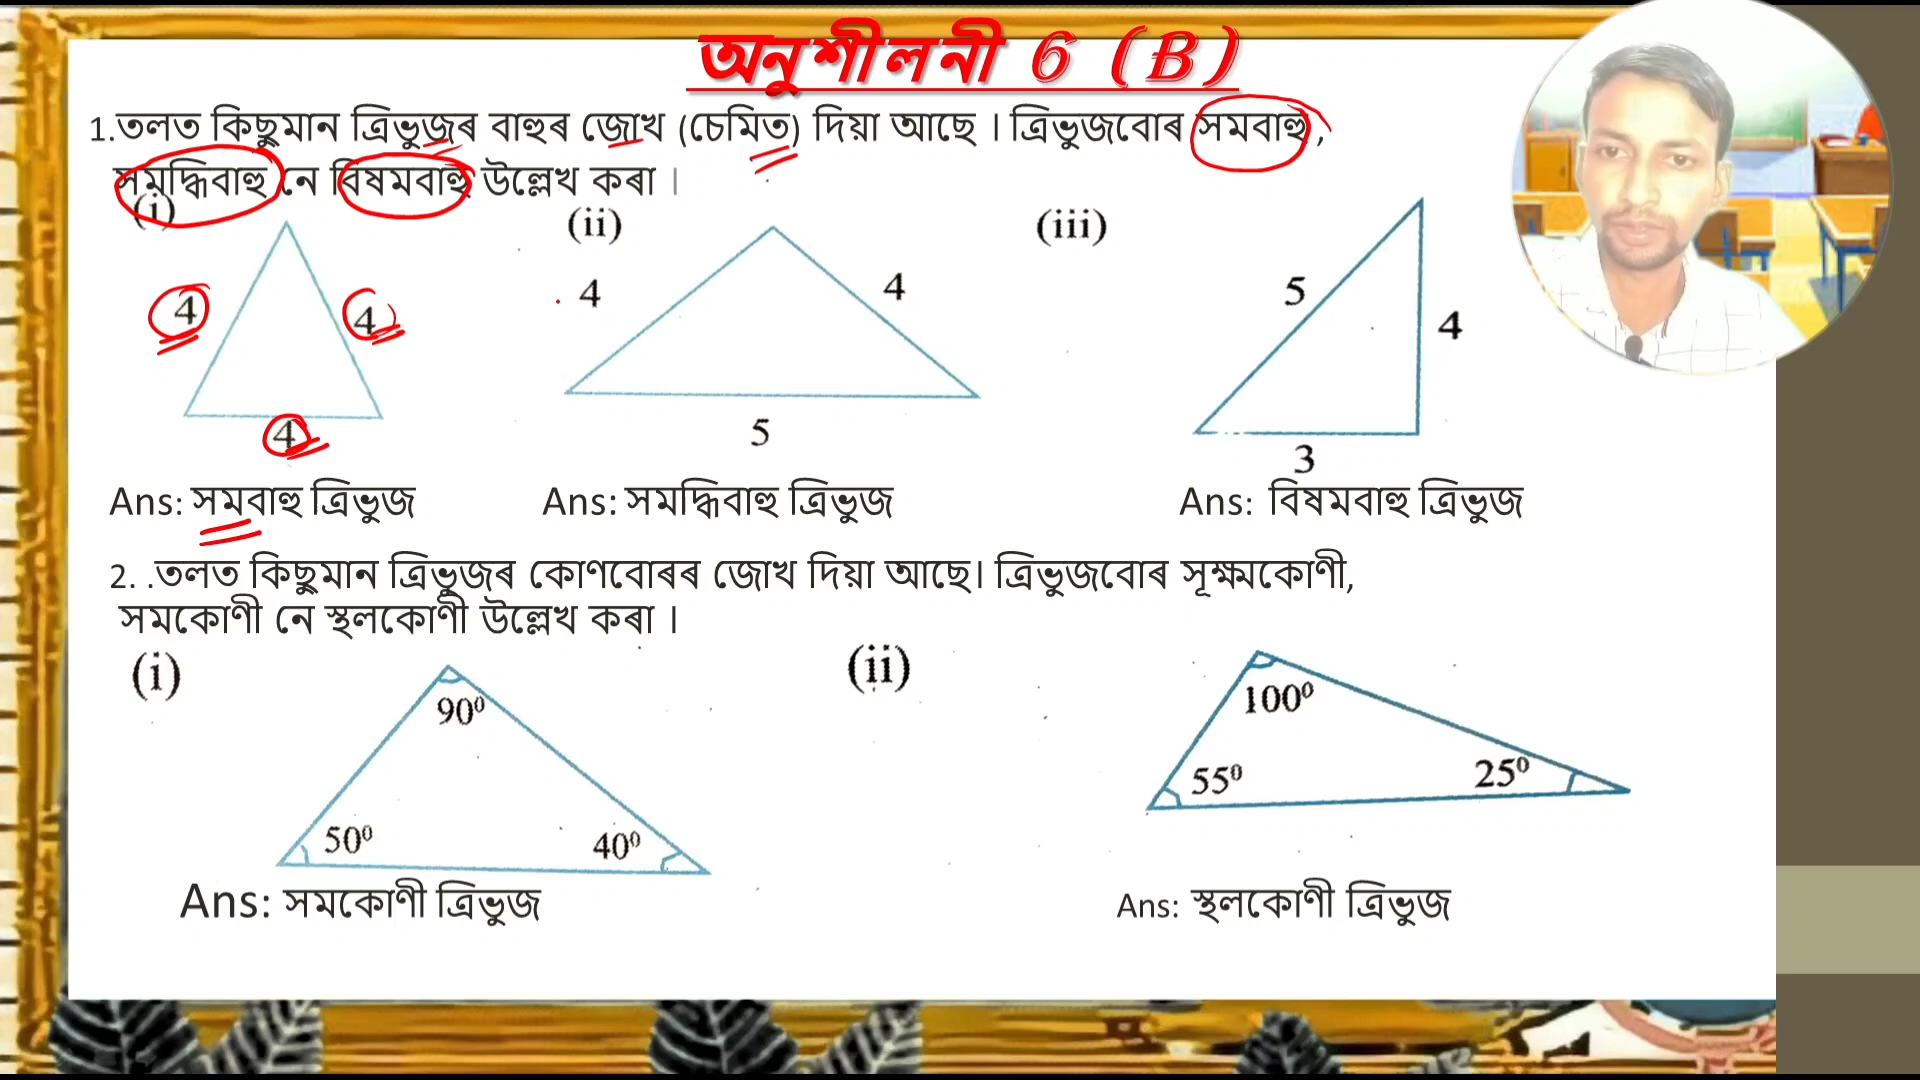 অনুশীলনী 6 (B)
1.তলত কিছুমান ত্ৰিভুজৰ বাহুৰ জোখ (চেমিত) দিয়া আছে । ত্ৰিভুজবোৰ সমবাহু ,
সমদ্ধিবাহু নে বিষমবাহু উল্লেখ কৰা ।
(i)
(ii)
(iii)
4
4
4
4
4
5
5
4
3
Ans: সমবাহু ত্ৰিভুজ
Ans: সমদ্ধিবাহু ত্ৰিভুজ
Ans: বিষমবাহু ত্ৰিভুজ
2. .তলত কিছুমান ত্ৰিভুজৰ কোণবোৰৰ জোখ দিয়া আছে। ত্ৰিভুজবোৰ সূক্ষ্মকোণী,
সমকোণী নে স্থলকোণী উল্লেখ কৰা ।
(i)
(ii)
90⁰
50⁰
40⁰
100⁰
55⁰
25⁰
Ans: সমকোণী ত্ৰিভুজ
Ans: স্থলকোণী ত্ৰিভুজ